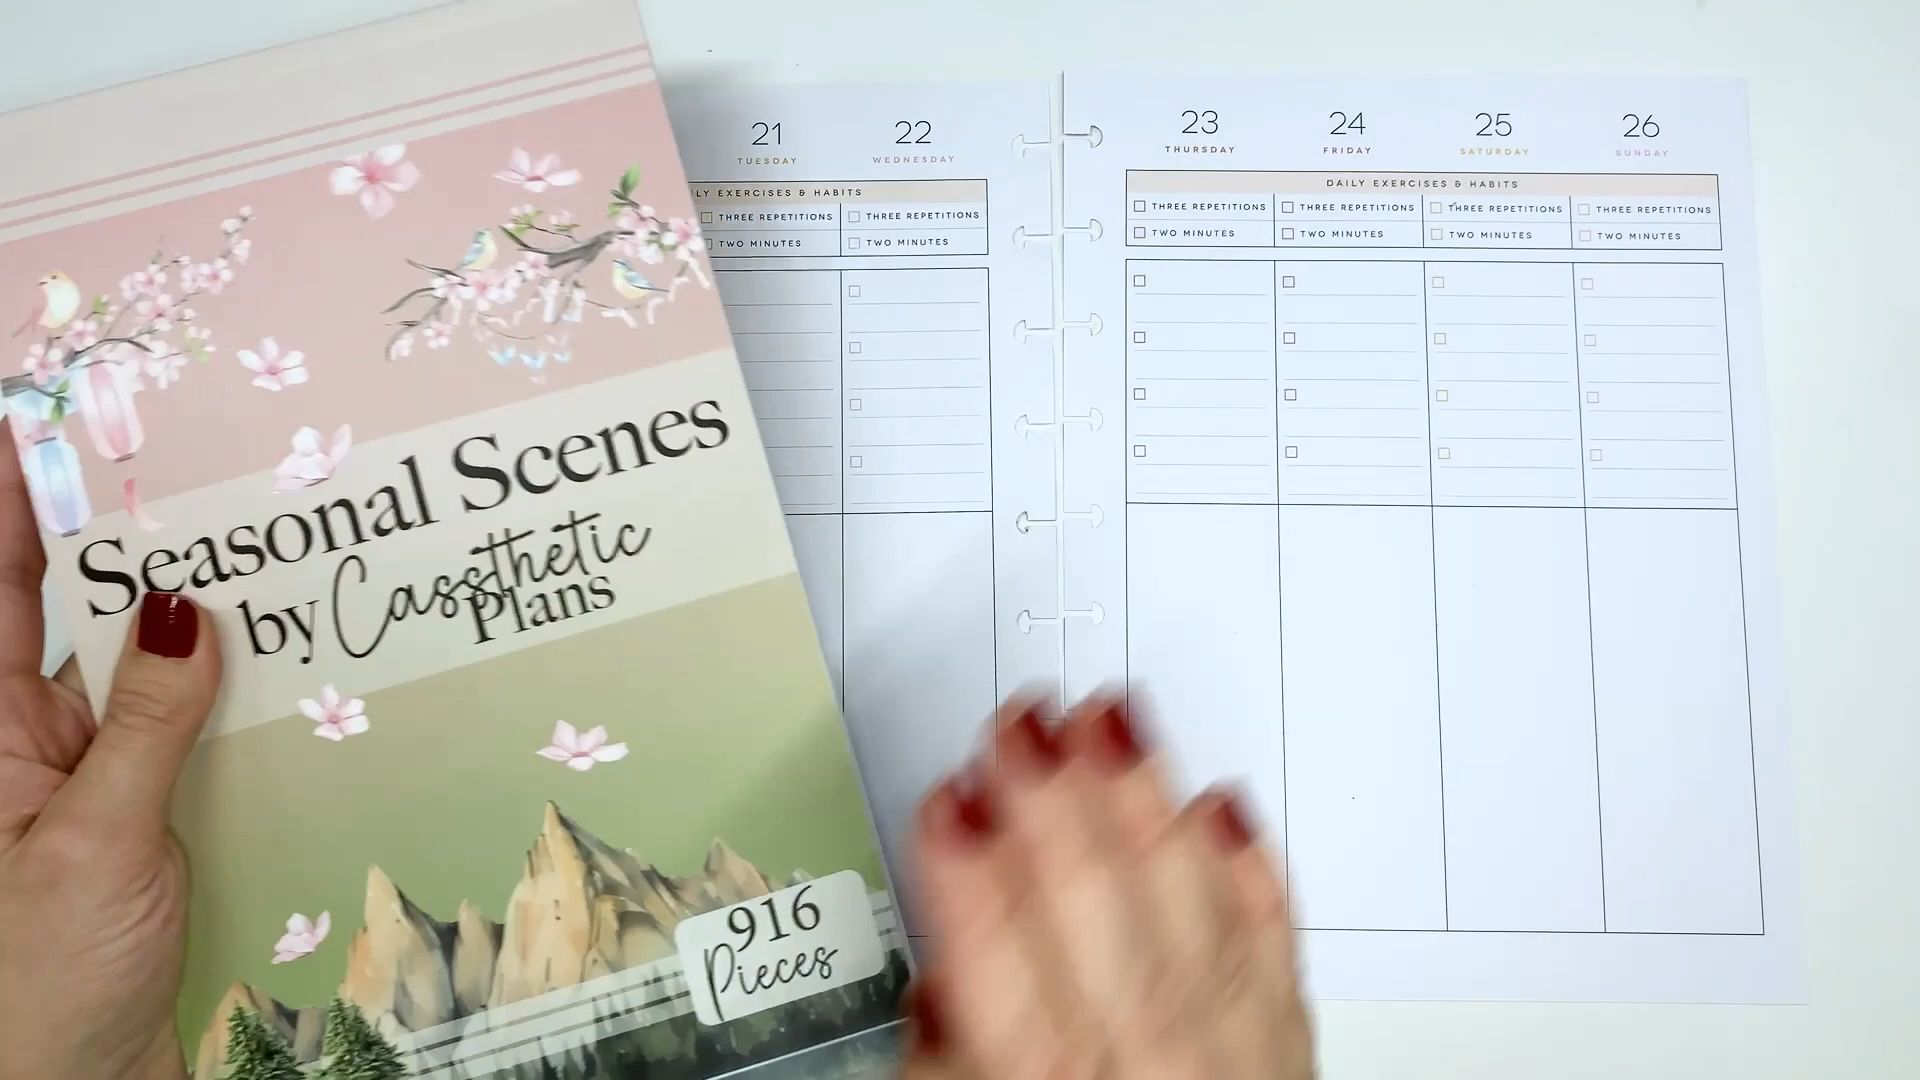 Seasonal Scenes
by Cassthetic
Plans
916
Pieces
21
TUESDAY
22
WEDNESDAY
EXERCISES & HABITS
THREE REPETITIONS
THREE REPETITIONS
TWO MINUTES
TWO MINUTES
23
THURSDAY
24
FRIDAY
25
SATURDAY
26
SUNDAY
DAILY EXERCISES & HABITS
THREE REPETITIONS
THREE REPETITIONS
THREE REPETITIONS
THREE REPETITIONS
TWO MINUTES
TWO MINUTES
TWO MINUTES
TWO MINUTES